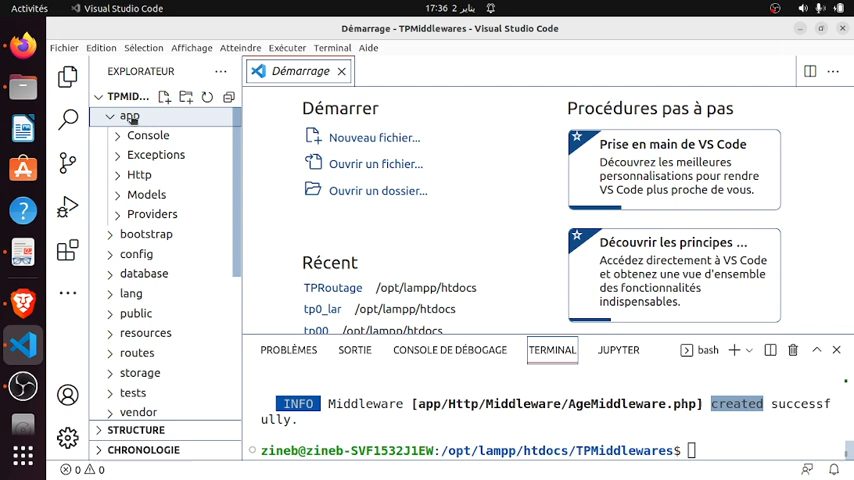 Activités
Visual Studio Code
17:36 2 يناير
Démarrage - TPMiddlewares - Visual Studio Code
Fichier Edition Sélection Affichage Atteindre Exécuter Terminal Aide
EXPLORATEUR
Démarrage
TPMID...
app
Console
Exceptions
Http
Models
Providers
bootstrap
config
database
lang
public
resources
routes
storage
tests
vendor
STRUCTURE
CHRONOLOGIE
Démarrer
Nouveau fichier...
Ouvrir un fichier...
Ouvrir un dossier...
Récent
TPRoutage /opt/lampp/htdocs
tp0_lar /opt/lampp/htdocs
tp00 /opt/lampp/htdocs
Procédures pas à pas
Prise en main de VS Code
Découvrez les meilleures
personnalisations pour rendre
VS Code plus proche de vous.
Découvrir les principes ...
Accédez directement à VS Code
et obtenez une vue d'ensemble
des fonctionnalités
indispensables.
PROBLÈMES SORTIE CONSOLE DE DÉBOGAGE TERMINAL JUPYTER
bash
INFO Middleware [app/Http/Middleware/AgeMiddleware.php] created successf
ully.
zineb@zineb-SVF1532J1EW:/opt/lampp/htdocs/TPMiddlewares$
0 0